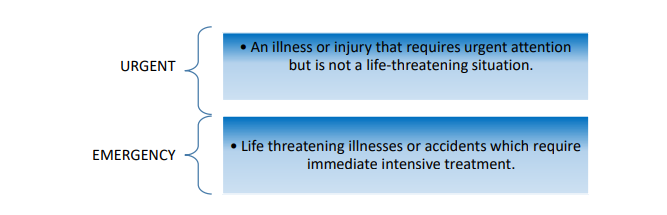 URGENT
• An illness or injury that requires urgent attention
but is not a life-threatening situation.
EMERGENCY
• Life threatening illnesses or accidents which require
immediate intensive treatment.